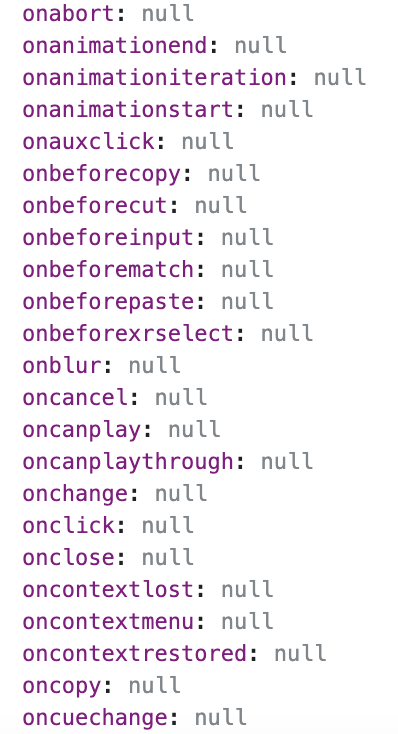 onabort: null
onanimationend: null
onanimationiteration: null
onanimationstart: null
onauxclick: null
onbeforecopy: null
onbeforecut: null
onbeforeinput: null
onbeforematch: null
onbeforepaste: null
onbeforexrselect: null
onblur: null
oncancel: null
oncanplay: null
oncanplaythrough: null
onchange: null
onclick: null
onclose: null
oncontextlost: null
oncontextmenu: null
oncontextrestored: null
oncopy: null
oncuechange: null